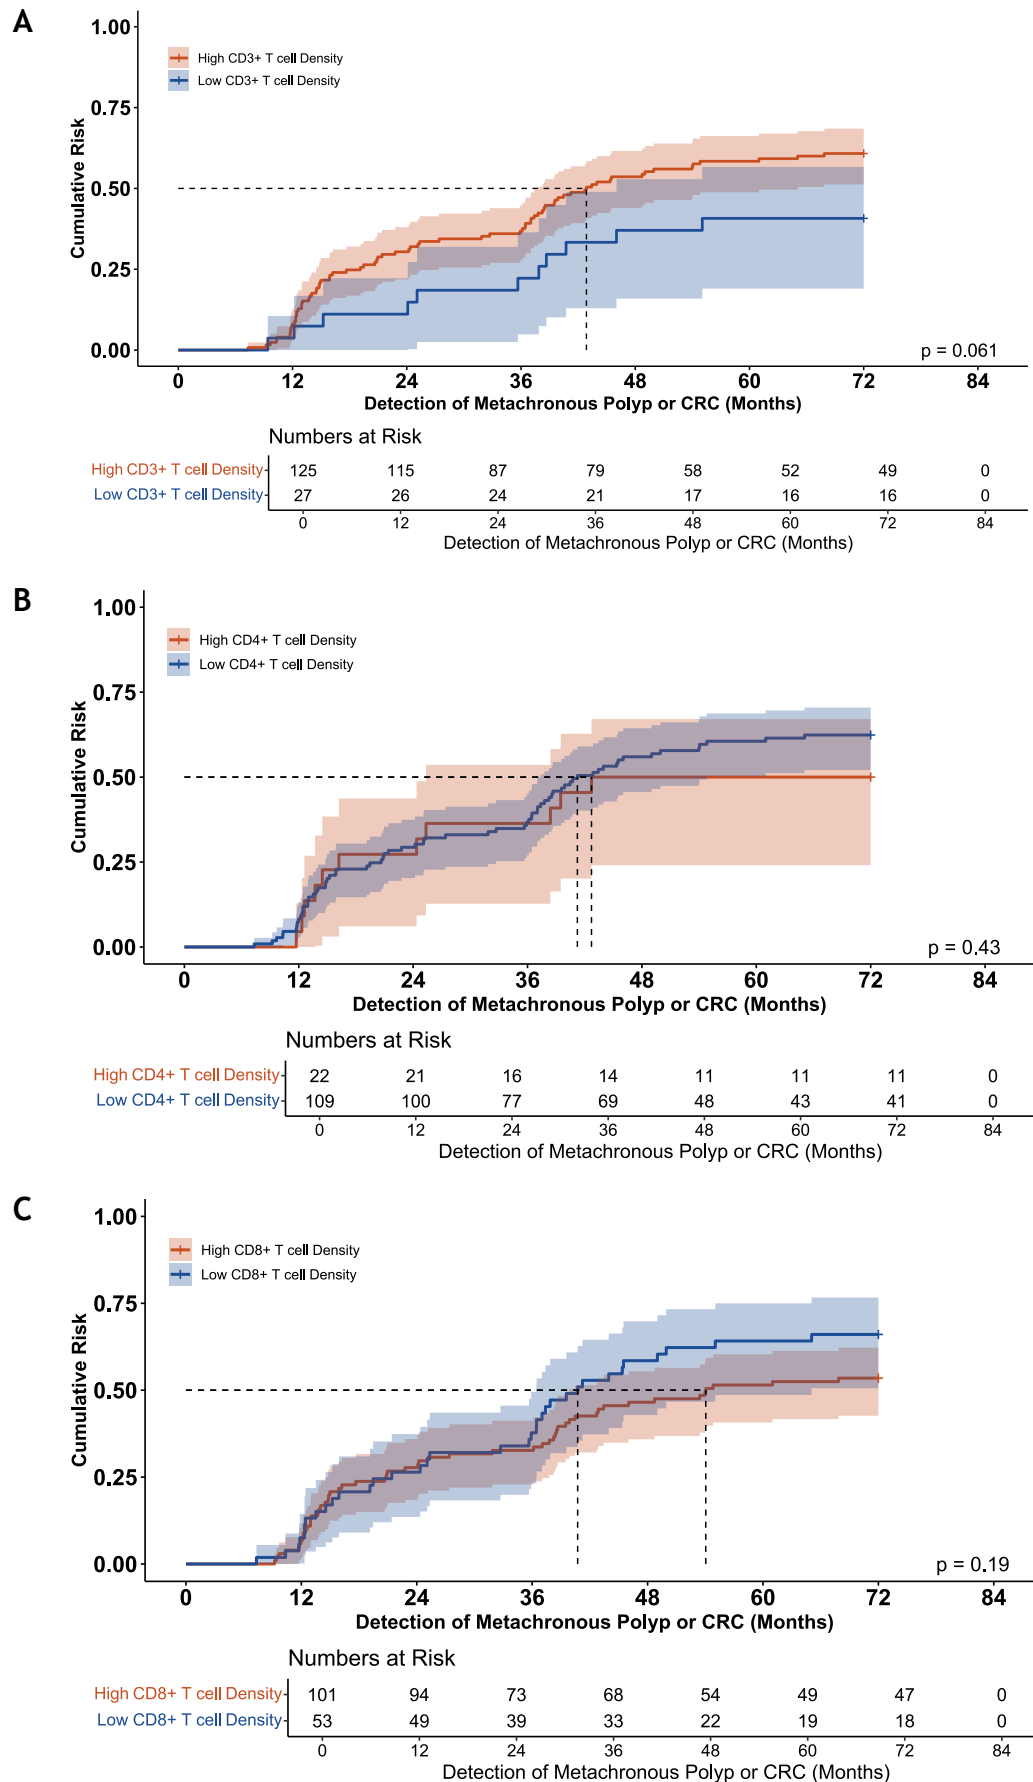 A
1.00
High CD3+ T cell Density
Low CD3+ T cell Density
0.75
0.50
0.25
0.00
Cumulative Risk
p = 0.061
0 12 24 36 48 60 72 84
Detection of Metachronous Polyp or CRC (Months)
Numbers at Risk
High CD3+ T cell Density 125 115 87 79 58 52 49 0
Low CD3+ T cell Density 27 26 24 21 17 16 16 0
0 12 24 36 48 60 72 84
Detection of Metachronous Polyp or CRC (Months)
B
1.00
High CD4+ T cell Density
Low CD4+ T cell Density
0.75
0.50
0.25
0.00
Cumulative Risk
p = 0.43
0 12 24 36 48 60 72 84
Detection of Metachronous Polyp or CRC (Months)
Numbers at Risk
High CD4+ T cell Density 22 21 16 14 11 11 11 0
Low CD4+ T cell Density 109 100 77 69 48 43 41 0
0 12 24 36 48 60 72 84
Detection of Metachronous Polyp or CRC (Months)
C
1.00
High CD8+ T cell Density
Low CD8+ T cell Density
0.75
0.50
0.25
0.00
Cumulative Risk
p = 0.19
0 12 24 36 48 60 72 84
Detection of Metachronous Polyp or CRC (Months)
Numbers at Risk
High CD8+ T cell Density 101 94 73 68 54 49 47 0
Low CD8+ T cell Density 53 49 39 33 22 19 18 0
0 12 24 36 48 60 72 84
Detection of Metachronous Polyp or CRC (Months)